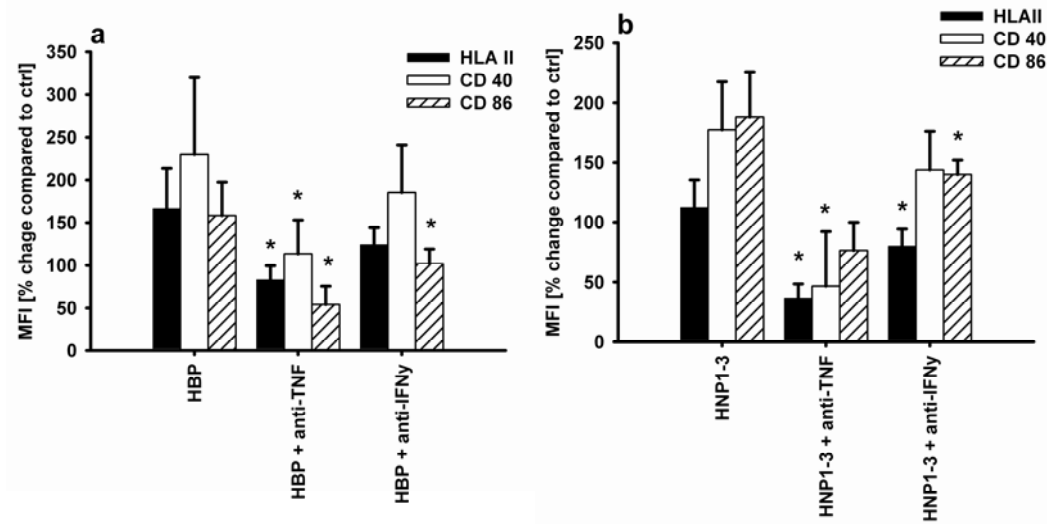 a
HLA II
CD 40
CD 86
MFI [% chage compared to ctrl]
350
300
250
200
150
100
50
0
*
*
*
*
HBP
HBP + anti-TNF
HBP + anti-IFNy
b
HLAII
CD 40
CD 86
MFI [% change compared to ctrl]
250
200
150
100
50
0
*
*
*
*
HNP1-3
HNP1-3 + anti-TNF
HNP1-3 + anti-IFNy